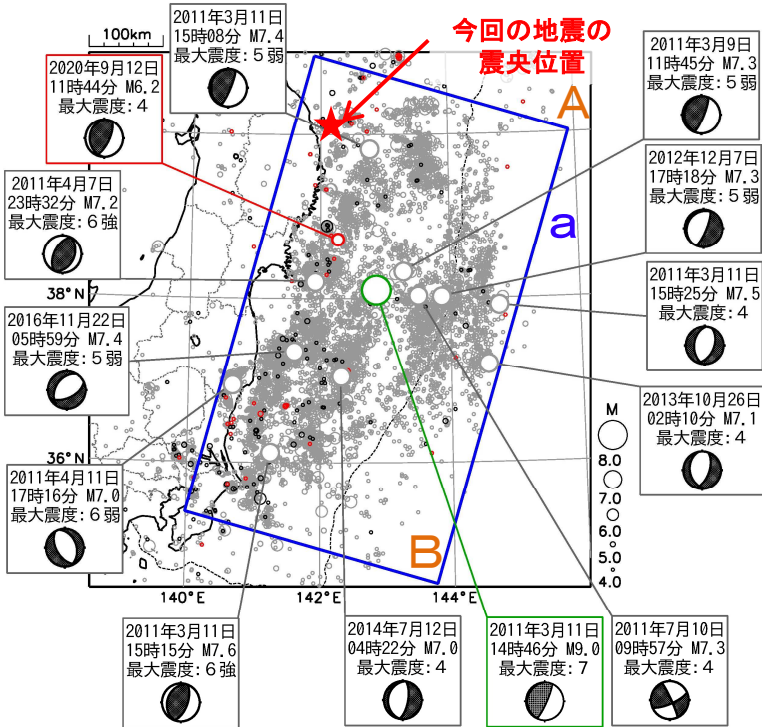 100km
2011年3月11日
15時08分 M7.4
最大震度:5弱
今回の地震の
震央位置
2011年3月9日
11時45分 M7.3
最大震度:5弱
2020年9月12日
11時44分 M6.2
最大震度:4
A
2012年12月7日
17時18分 M7.3
最大震度:5弱
2011年4月7日
23時32分 M7.2
最大震度:6強
a
2011年3月11日
15時25分 M7.5
最大震度:4
38°N
2016年11月22日
05時59分 M7.4
最大震度:5弱
2013年10月26日
02時10分 M7.1
最大震度:4
M
8.0
7.0
6.0
5.0
4.0
36°N
2011年4月11日
17時16分 M7.0
最大震度:6弱
B
140°E
142°E
144°E
2011年3月11日
15時15分 M7.6
最大震度:6強
2014年7月12日
04時22分 M7.0
最大震度:4
2011年3月11日
14時46分 M9.0
最大震度:7
2011年7月10日
09時57分 M7.3
最大震度:4